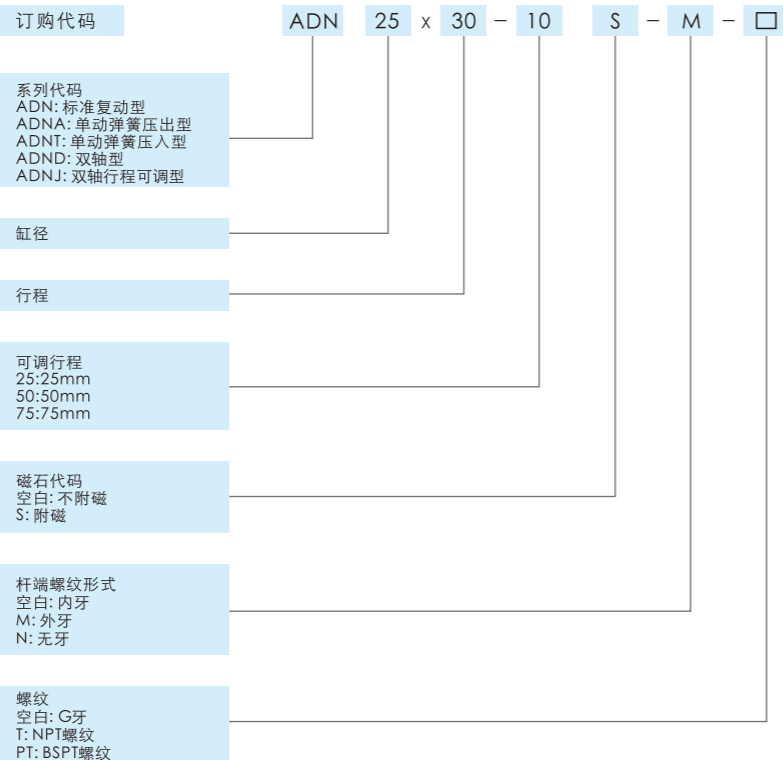 订购代码 ADN 25 x 30 – 10 S – M – □
系列代码
ADN: 标准复动型
ADNA: 单动弹簧压出型
ADNT: 单动弹簧压入型
ADND: 双轴型
ADNJ: 双轴行程可调型
缸径
行程
可调行程
25:25mm
50:50mm
75:75mm
磁石代码
空白: 不附磁
S: 附磁
杆端螺纹形式
空白: 内牙
M: 外牙
N: 无牙
螺纹
空白: G牙
T: NPT螺纹
PT: BSPT螺纹